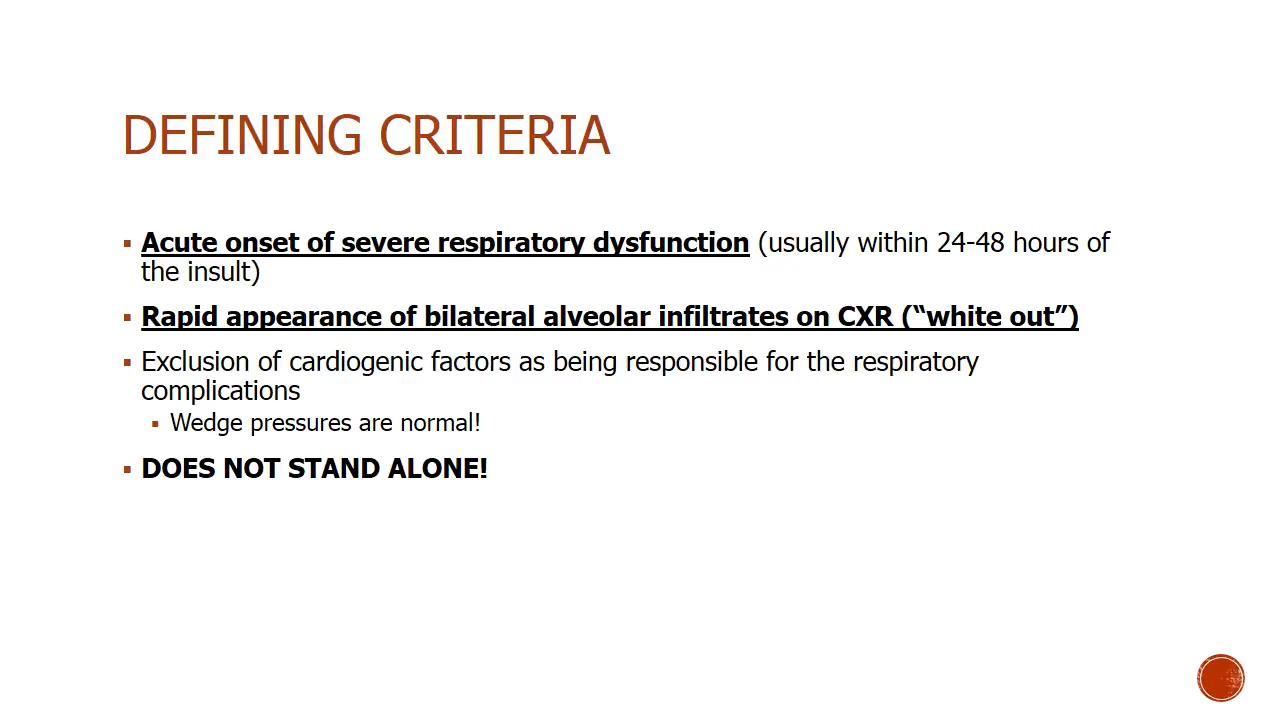 DEFINING CRITERIA
▪ Acute onset of severe respiratory dysfunction (usually within 24-48 hours of
the insult)
▪ Rapid appearance of bilateral alveolar infiltrates on CXR (“white out”)
▪ Exclusion of cardiogenic factors as being responsible for the respiratory
complications
▪ Wedge pressures are normal!
▪ DOES NOT STAND ALONE!